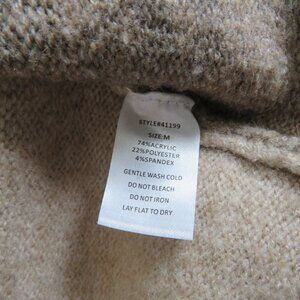 STYLE#41199
SIZE:M
74%ACRYLIC
22%POLYESTER
4%SPANDEX
GENTLE WASH COLD
DO NOT BLEACH
DO NOT IRON
LAY FLAT TO DRY